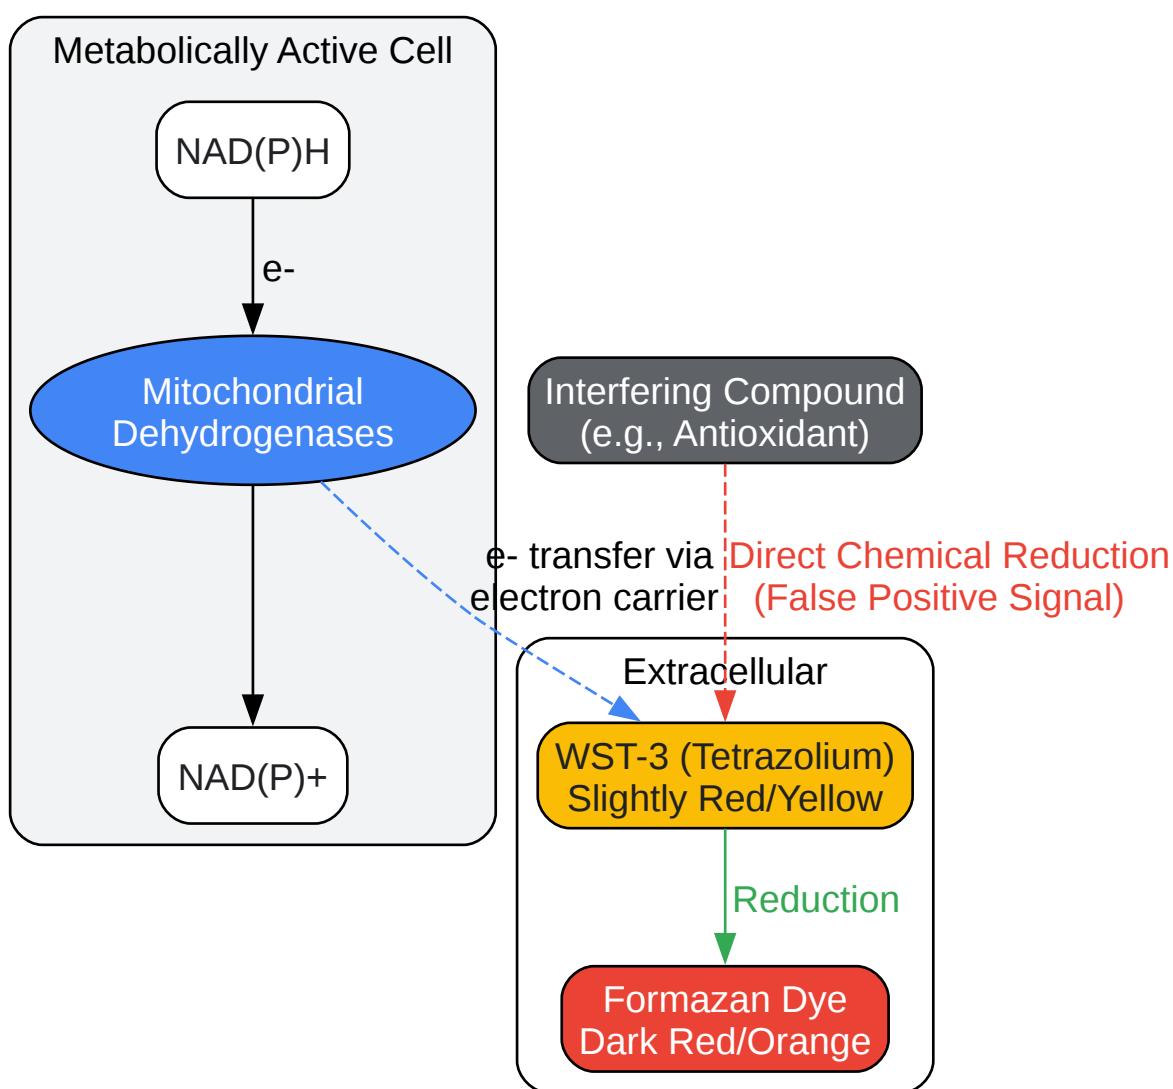 Metabolically Active Cell
NAD(P)H
e-
Mitochondrial
Dehydrogenases
Interfering Compound
(e.g., Antioxidant)
e- transfer via
electron carrier
Direct Chemical Reduction
(False Positive Signal)
Extracellular
WST-3 (Tetrazolium)
Slightly Red/Yellow
NAD(P)+
Reduction
Formazan Dye
Dark Red/Orange